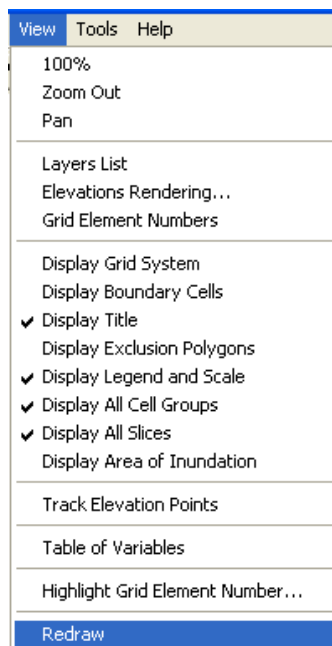 View Tools Help
100%
Zoom Out
Pan
Layers List
Elevations Rendering...
Grid Element Numbers
Display Grid System
Display Boundary Cells
Display Title
Display Exclusion Polygons
Display Legend and Scale
Display All Cell Groups
Display All Slices
Display Area of Inundation
Track Elevation Points
Table of Variables
Highlight Grid Element Number...
Redraw